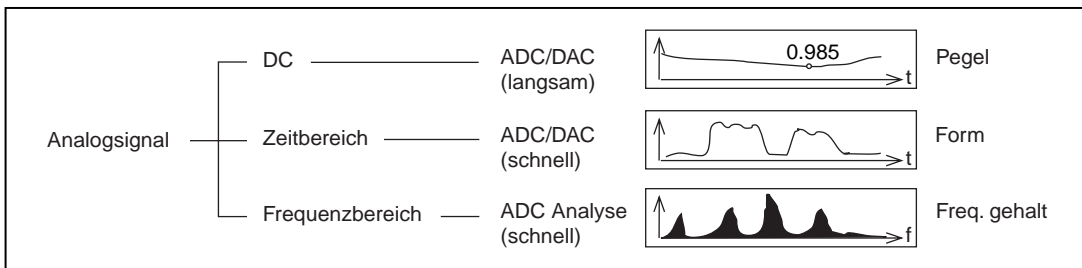 DC
ADC/DAC
(langsam)
0.985
t
Pegel
Analogsignal
Zeitbereich
ADC/DAC
(schnell)
t
Form
Frequenzbereich
ADC Analyse
(schnell)
f
Freq. gehalt